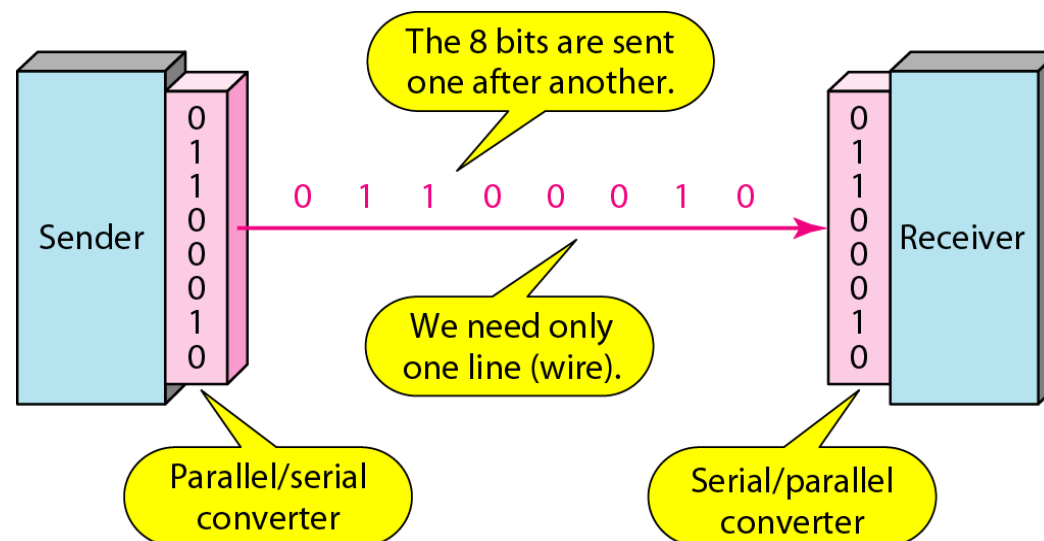 The 8 bits are sent
one after another.
0
1
1
0
0
0
1
0
Sender
0 1 1 0 0 0 1 0
0
1
1
0
0
0
1
0
Receiver
We need only
one line (wire).
Parallel/serial
converter
Serial/parallel
converter